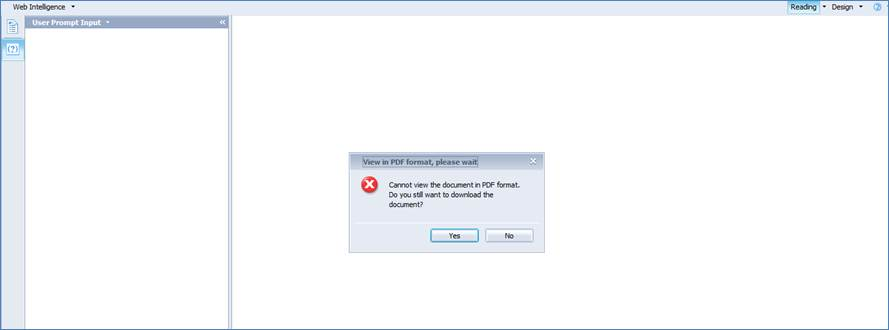 Web Intelligence
Reading
Design
User Prompt Input
View in PDF format, please wait
Cannot view the document in PDF format.
Do you still want to download the
document?
Yes No